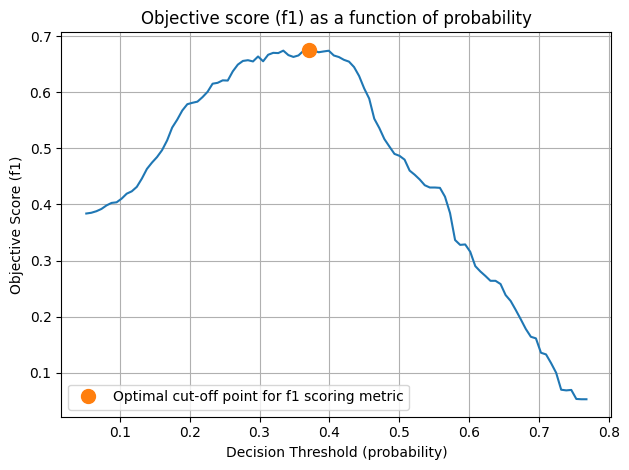 Objective score (f1) as a function of probability
Objective Score (f1)
0.7
0.6
0.5
0.4
0.3
0.2
0.1
Optimal cut-off point for f1 scoring metric
0.1 0.2 0.3 0.4 0.5 0.6 0.7 0.8
Decision Threshold (probability)